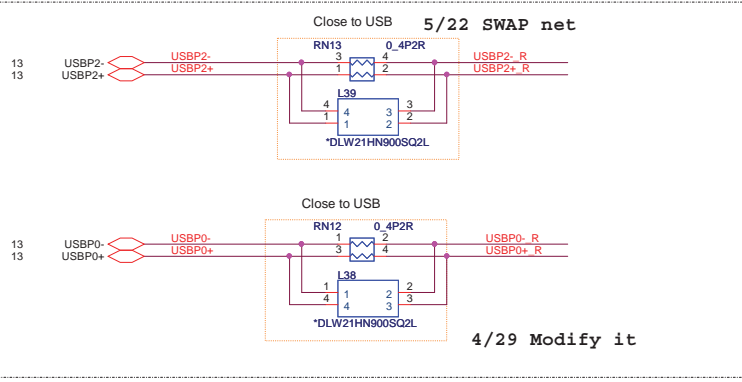 Close to USB
5/22 SWAP net
RN13 0_4P2R
13 USBP2- USBP2- 3 4 USBP2-_R
13 USBP2+ USBP2+ 1 2 USBP2+_R
L39
4 4 3 3
1 1 2 2
*DLW21HN900SQ2L
Close to USB
RN12 0_4P2R
13 USBP0- USBP0- 1 2 USBP0-_R
13 USBP0+ USBP0+ 3 4 USBP0+_R
L38
1 1 2 2
4 4 3 3
*DLW21HN900SQ2L
4/29 Modify it